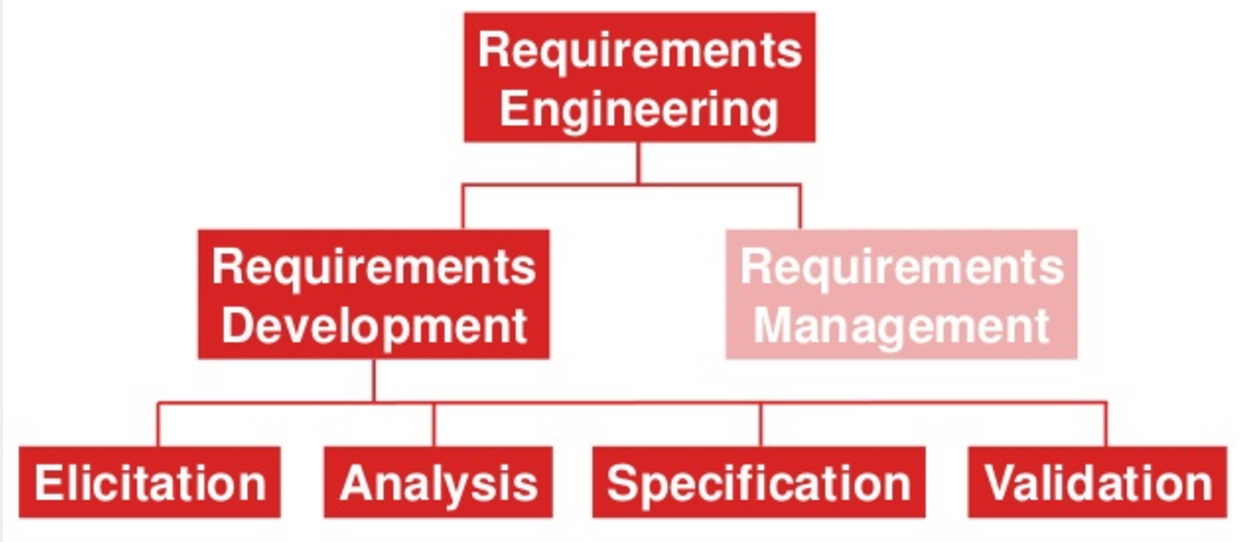 Requirements
Engineering
Requirements
Development
Requirements
Management
Elicitation
Analysis
Specification
Validation